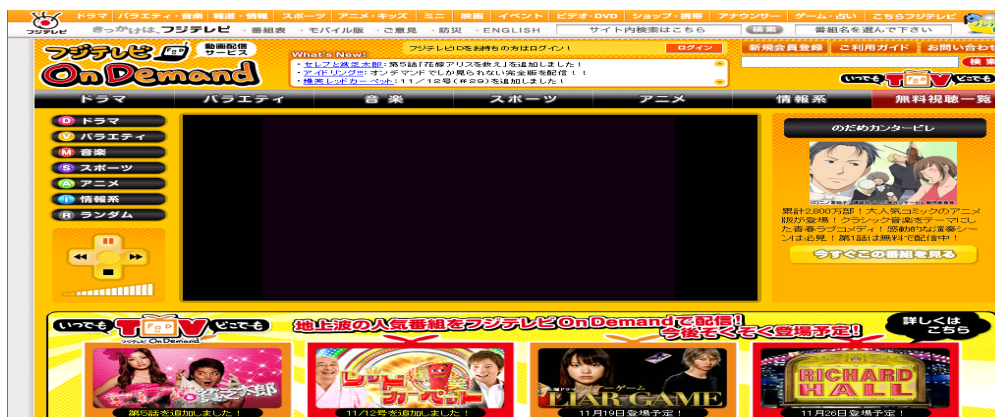 ドラマ バラエティ・音楽 報道・情報 スポーツ アニメ・キッズ ミニ 映画 イベント ビデオ・DVD ショップ・携帯 アナウンサー ゲーム・占い こちらフジテレビ
フジテレビ きっかけは、フジテレビ 番組表 モバイル版 ご意見 防災 ENGLISH サイト内検索はこちら 検索 番組名を選んで下さい
フジテレビ On Demand 動画配信サービス
What's New! フジテレビIDをお持ちの方はログイン! ログイン 新規会員登録 ご利用ガイド お問い合わせ
・セレブと貧乏太郎:第5話「花嫁アリスを救え」を追加しました!
・アイドリング!!!:オンデマンドでしか見られない完全版を配信!!
・爆笑レッドカーペット:11/12号(#29)を追加しました!
検索
いつでも TFoDV どこでも
ドラマ バラエティ 音楽 スポーツ アニメ 情報系 無料視聴一覧
D ドラマ
V バラエティ
M 音楽
S スポーツ
A アニメ
I 情報系
R ランダム
のだめカンタービレ
累計2,800万部!大人気コミックのアニメ
版が登場!クラシック音楽をテーマにし
た青春ラブコメディ!感動的な演奏シー
ンは必見!第1話は無料で配信中!
今すぐこの番組を見る
いつでも TFoDV どこでも
フジテレビ On Demand
地上波の人気番組をフジテレビOnDemandで配信!
今後ぞくぞく登場予定!
詳しくは
こちら
レッドカーペット
LIAR GAME
RICHARD
HALL
第5話を追加しました!
11/12号を追加しました!
11月19日登場予定!
11月26日登場予定!